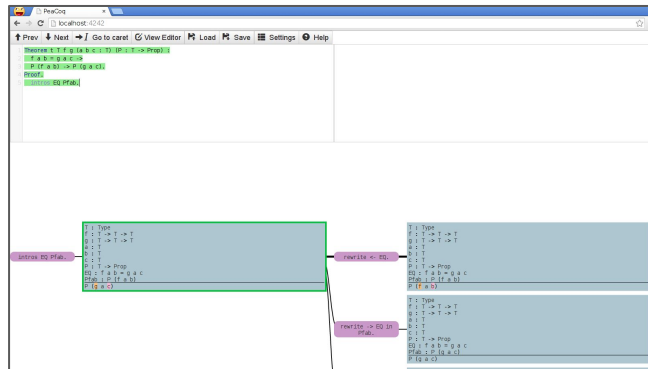 PeaCoq
localhost:4242
Prev Next Go to caret View Editor Load Save Settings Help
Theorem t T f g (a b c : T) (P : T -> Prop) :
f a b = g a c ->
P (f a b) -> P (g a c).
Proof.
intros EQ Pfab.
intros EQ Pfab.
T : Type
f : T -> T -> T
g : T -> T -> T
a : T
b : T
c : T
P : T -> Prop
EQ : f a b = g a c
Pfab : P (f a b)
P (g a c)
rewrite <- EQ.
T : Type
f : T -> T -> T
g : T -> T -> T
a : T
b : T
c : T
P : T -> Prop
EQ : f a b = g a c
Pfab : P (f a b)
P (f a b)
rewrite -> EQ in
Pfab.
T : Type
f : T -> T -> T
g : T -> T -> T
a : T
b : T
c : T
P : T -> Prop
EQ : f a b = g a c
Pfab : P (g a c)
P (g a c)